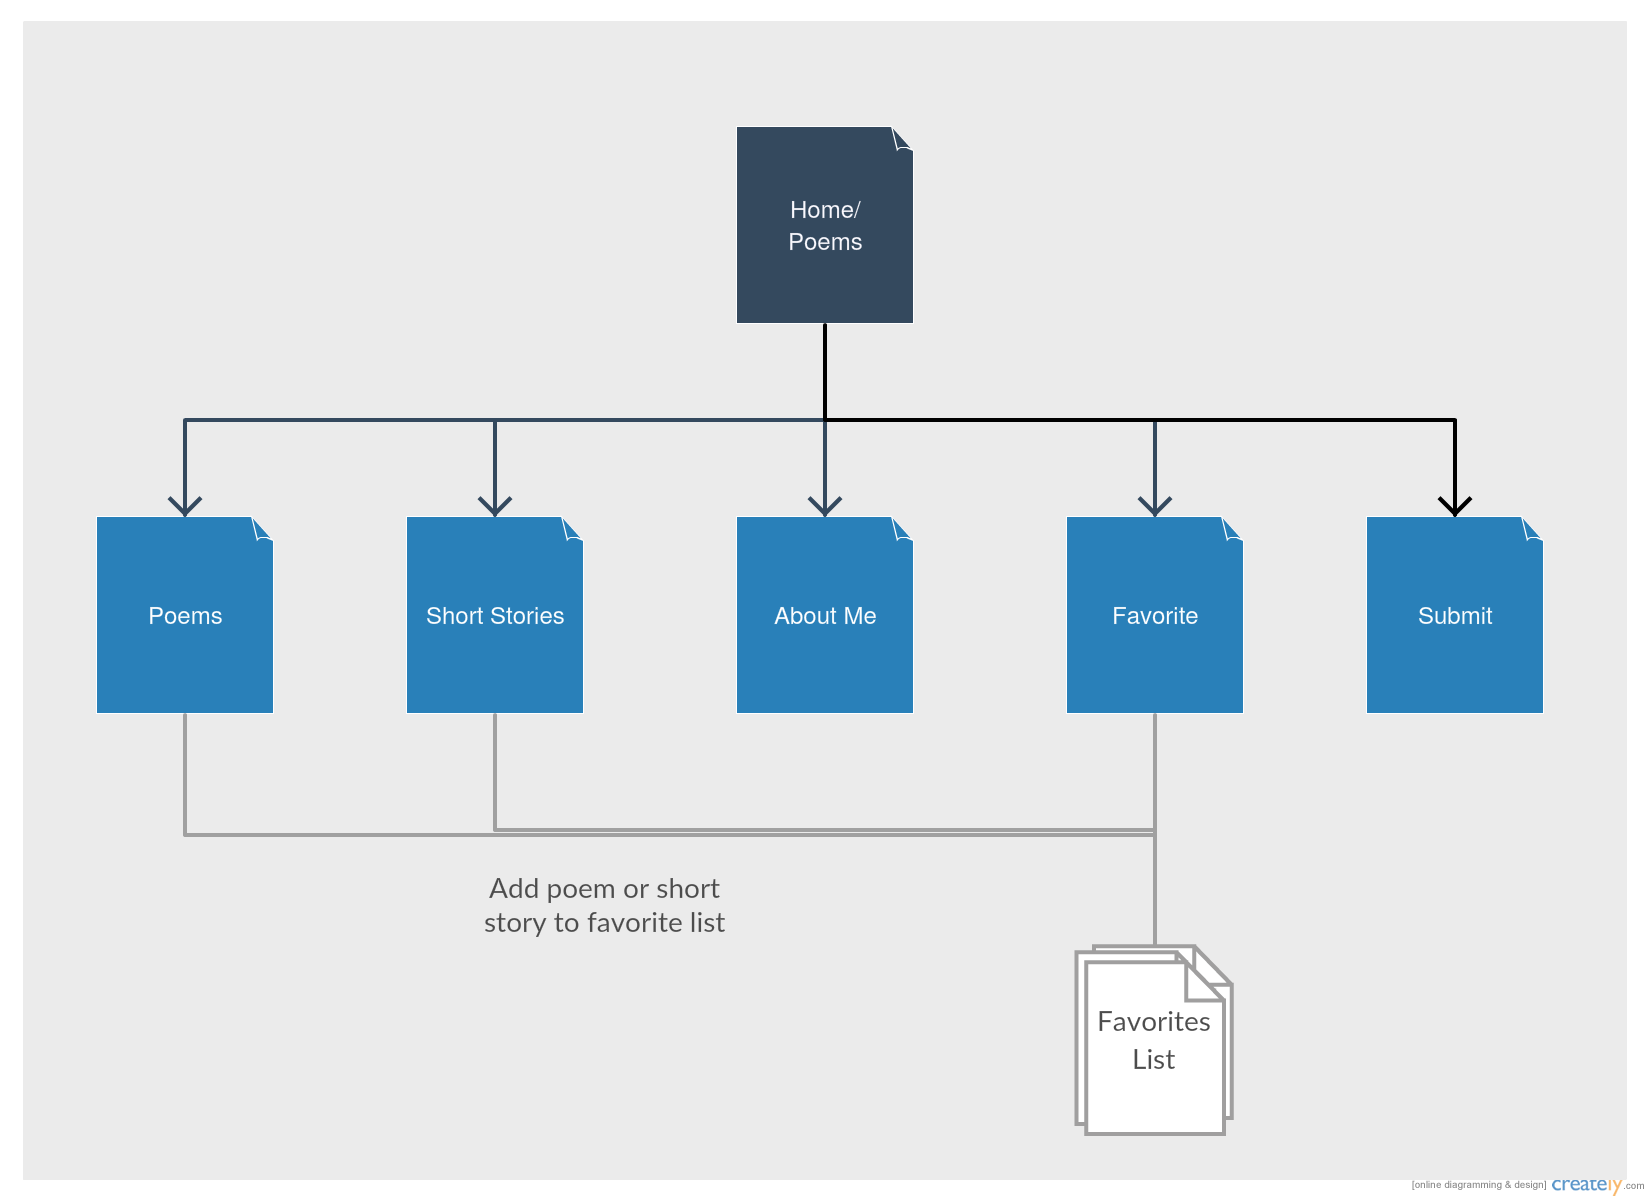 Home/
Poems
Poems
Short Stories
About Me
Favorite
Submit
Add poem or short
story to favorite list
Favorites
List
[online diagramming & design] creately.com